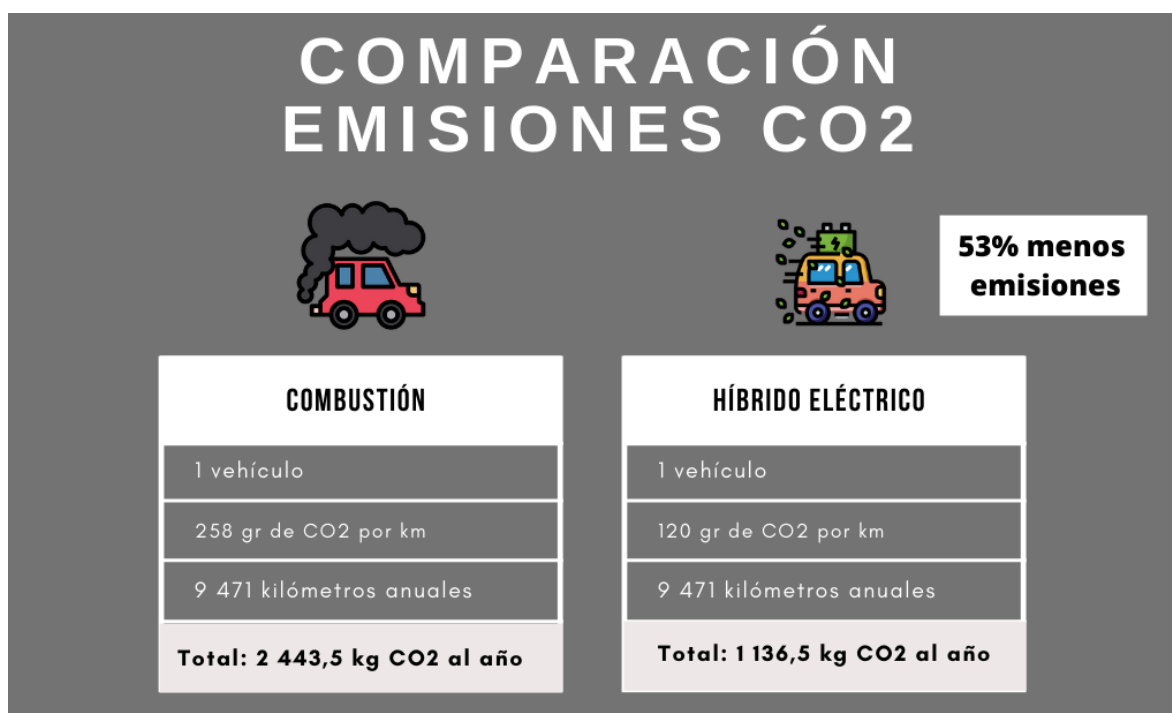 COMPARACIÓN
EMISIONES CO2
53% menos
emisiones
COMBUSTIÓN
1 vehículo
258 gr de CO2 por km
9 471 kilómetros anuales
Total: 2 443,5 kg CO2 al año
HÍBRIDO ELÉCTRICO
1 vehículo
120 gr de CO2 por km
9 471 kilómetros anuales
Total: 1 136,5 kg CO2 al año